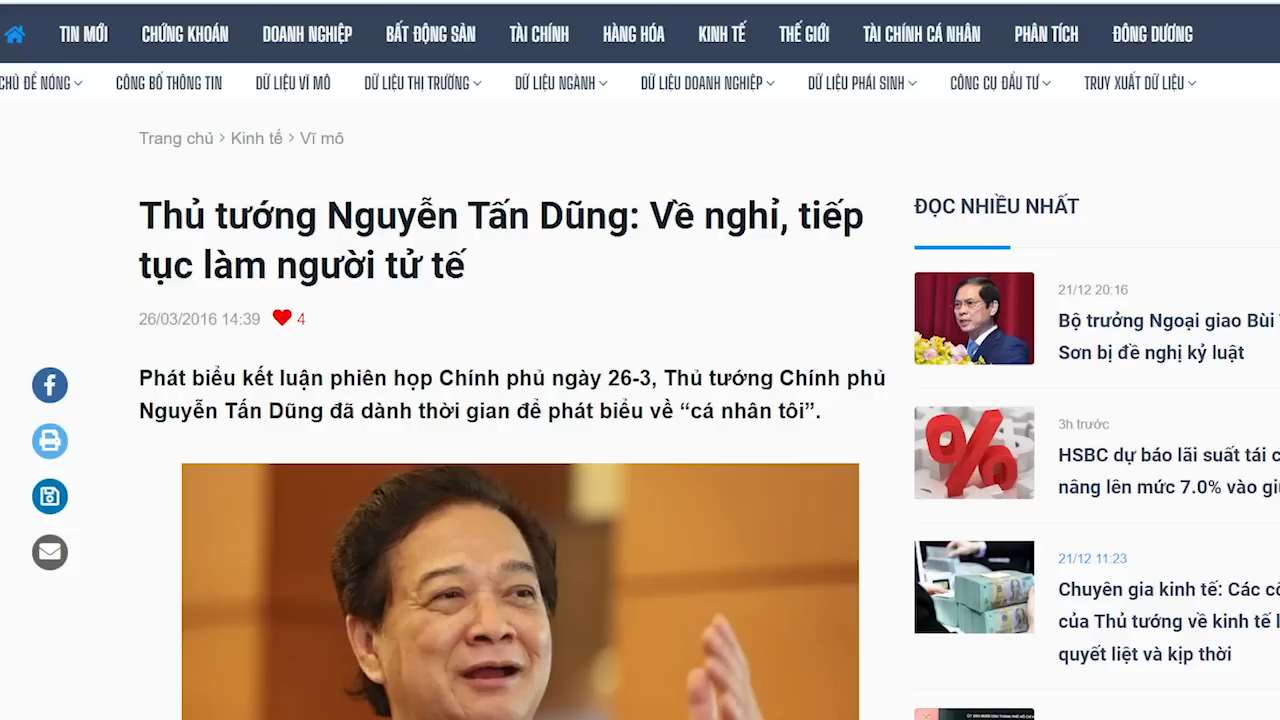 TIN MỚI CHỨNG KHOÁN DOANH NGHIỆP BẤT ĐỘNG SẢN TÀI CHÍNH HÀNG HÓA KINH TẾ THẾ GIỚI TÀI CHÍNH CÁ NHÂN PHÂN TÍCH ĐÔNG DƯƠNG
CHỦ ĐỀ NÓNG CÔNG BỐ THÔNG TIN DỮ LIỆU VĨ MÔ DỮ LIỆU THỊ TRƯỜNG DỮ LIỆU NGÀNH DỮ LIỆU DOANH NGHIỆP DỮ LIỆU PHÁI SINH CÔNG CỤ ĐẦU TƯ TRUY XUẤT DỮ LIỆU
Trang chủ > Kinh tế > Vĩ mô
Thủ tướng Nguyễn Tấn Dũng: Về nghỉ, tiếp
tục làm người tử tế
26/03/2016 14:39 4
Phát biểu kết luận phiên họp Chính phủ ngày 26-3, Thủ tướng Chính phủ
Nguyễn Tấn Dũng đã dành thời gian để phát biểu về “cá nhân tôi”.
ĐỌC NHIỀU NHẤT
21/12 20:16
Bộ trưởng Ngoại giao Bùi
Sơn bị đề nghị kỷ luật
3h trước
HSBC dự báo lãi suất tái
nâng lên mức 7.0% vào
21/12 11:23
Chuyên gia kinh tế: Các
của Thủ tướng về kinh tế
quyết liệt và kịp thời